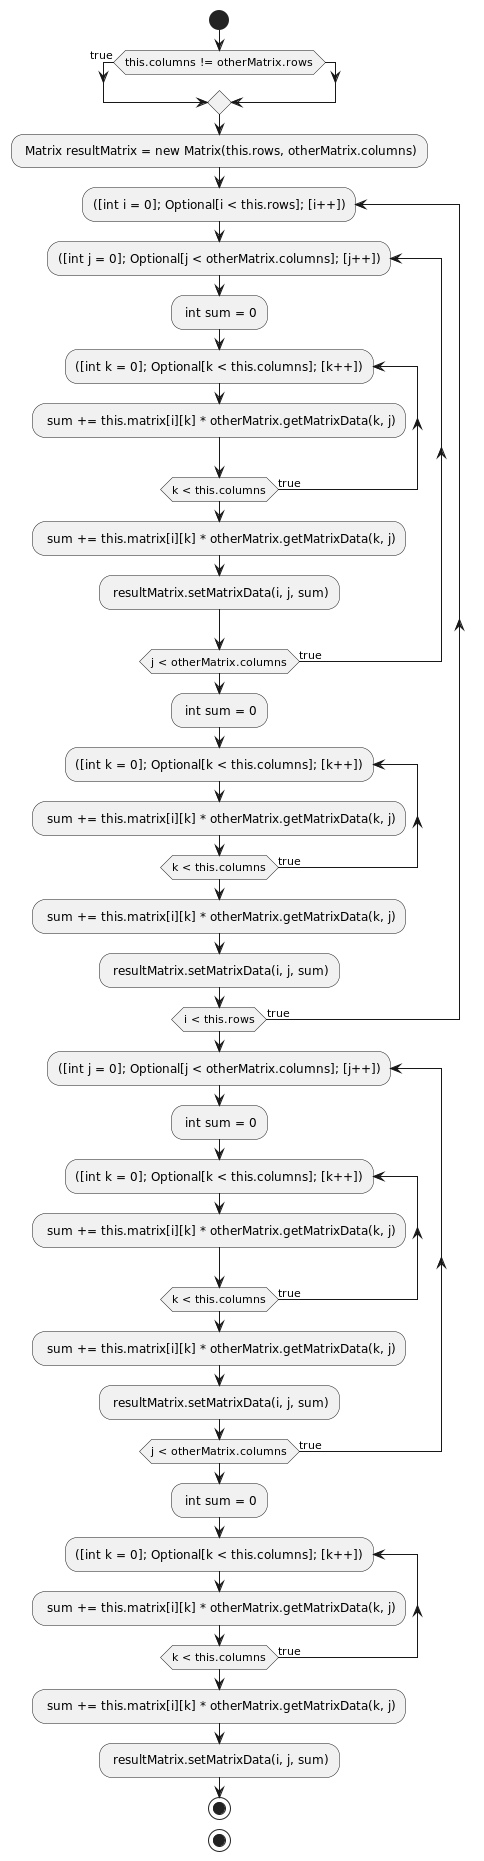 true
this.columns != otherMatrix.rows
Matrix resultMatrix = new Matrix(this.rows, otherMatrix.columns)
([int i = 0]; Optional[i < this.rows]; [i++])
([int j = 0]; Optional[j < otherMatrix.columns]; [j++])
int sum = 0
([int k = 0]; Optional[k < this.columns]; [k++])
sum += this.matrix[i][k] * otherMatrix.getMatrixData(k, j)
k < this.columns true
sum += this.matrix[i][k] * otherMatrix.getMatrixData(k, j)
resultMatrix.setMatrixData(i, j, sum)
j < otherMatrix.columns true
int sum = 0
([int k = 0]; Optional[k < this.columns]; [k++])
sum += this.matrix[i][k] * otherMatrix.getMatrixData(k, j)
k < this.columns true
sum += this.matrix[i][k] * otherMatrix.getMatrixData(k, j)
resultMatrix.setMatrixData(i, j, sum)
i < this.rows true
([int j = 0]; Optional[j < otherMatrix.columns]; [j++])
int sum = 0
([int k = 0]; Optional[k < this.columns]; [k++])
sum += this.matrix[i][k] * otherMatrix.getMatrixData(k, j)
k < this.columns true
sum += this.matrix[i][k] * otherMatrix.getMatrixData(k, j)
resultMatrix.setMatrixData(i, j, sum)
j < otherMatrix.columns true
int sum = 0
([int k = 0]; Optional[k < this.columns]; [k++])
sum += this.matrix[i][k] * otherMatrix.getMatrixData(k, j)
k < this.columns true
sum += this.matrix[i][k] * otherMatrix.getMatrixData(k, j)
resultMatrix.setMatrixData(i, j, sum)